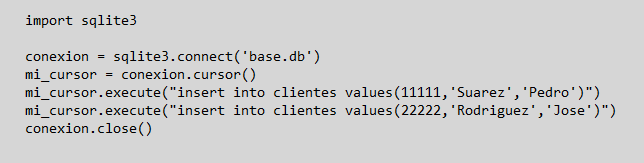 import sqlite3
conexion = sqlite3.connect('base.db')
mi_cursor = conexion.cursor()
mi_cursor.execute("insert into clientes values(11111,'Suarez','Pedro')")
mi_cursor.execute("insert into clientes values(22222,'Rodriguez','Jose')")
conexion.close()